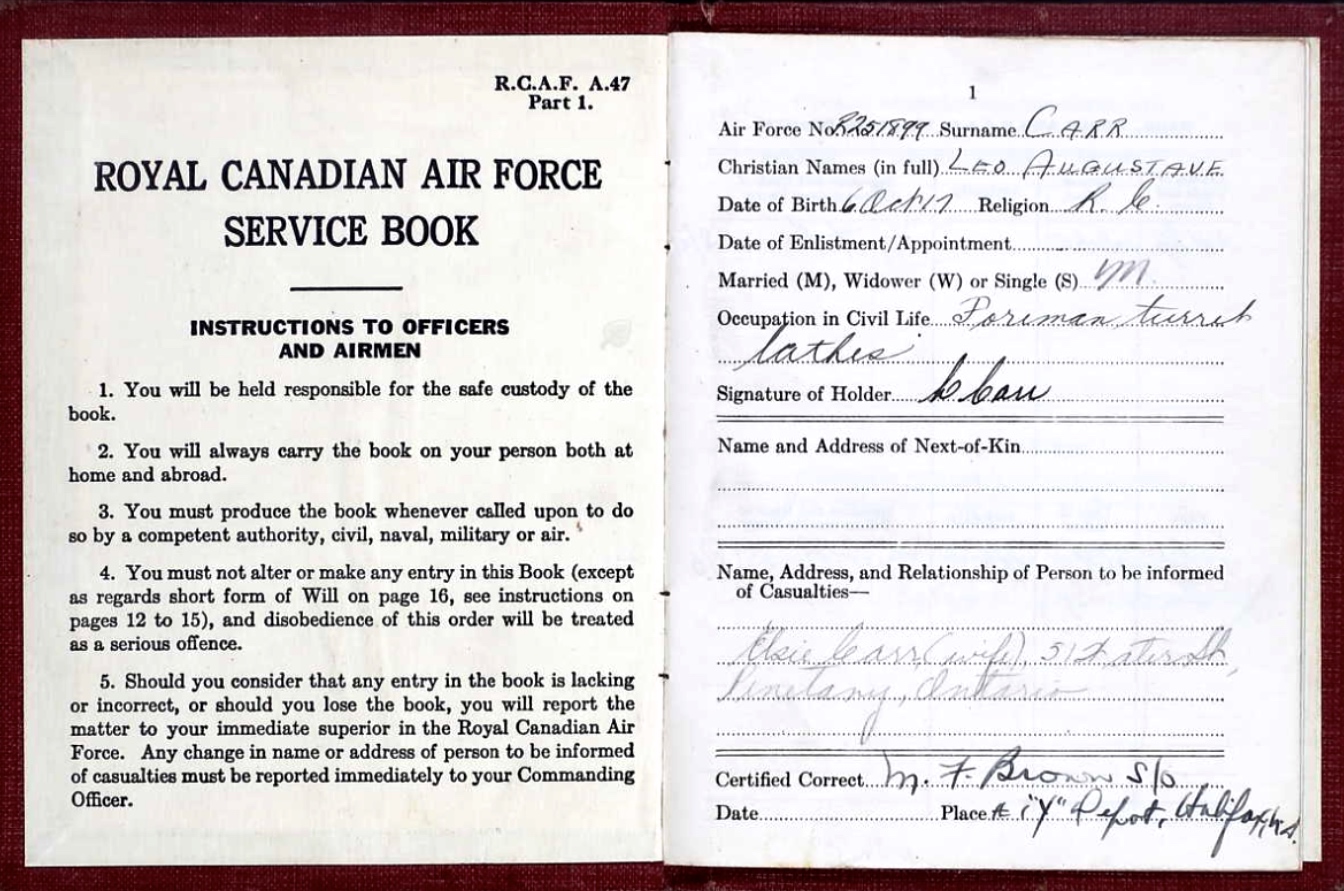 R.C.A.F. A.47
Part 1.
ROYAL CANADIAN AIR FORCE
SERVICE BOOK
INSTRUCTIONS TO OFFICERS
AND AIRMEN
1. You will be held responsible for the safe custody of the
book.
2. You will always carry the book on your person both at
home and abroad.
3. You must produce the book whenever called upon to do
so by a competent authority, civil, naval, military or air.
4. You must not alter or make any entry in this Book (except
as regards short form of Will on page 16, see instructions on
pages 12 to 15), and disobedience of this order will be treated
as a serious offence.
5. Should you consider that any entry in the book is lacking
or incorrect, or should you lose the book, you will report the
matter to your immediate superior in the Royal Canadian Air
Force. Any change in name or address of person to be informed
of casualties must be reported immediately to your Commanding
Officer.
1
Air Force No. R251899 Surname CARR
Christian Names (in full) LEO AUGUSTAVE
Date of Birth 6 Oct 17 Religion R.C.
Date of Enlistment/Appointment
Married (M), Widower (W) or Single (S) M.
Occupation in Civil Life Foreman turret
lathes
Signature of Holder L Carr
Name and Address of Next-of-Kin
Name, Address, and Relationship of Person to be informed
of Casualties—
Elsie Carr (wife), St,
Penetang, Ontario
Certified Correct M. F. Brown S/O
Date Place "Y" Depot, Halifax, N.S.